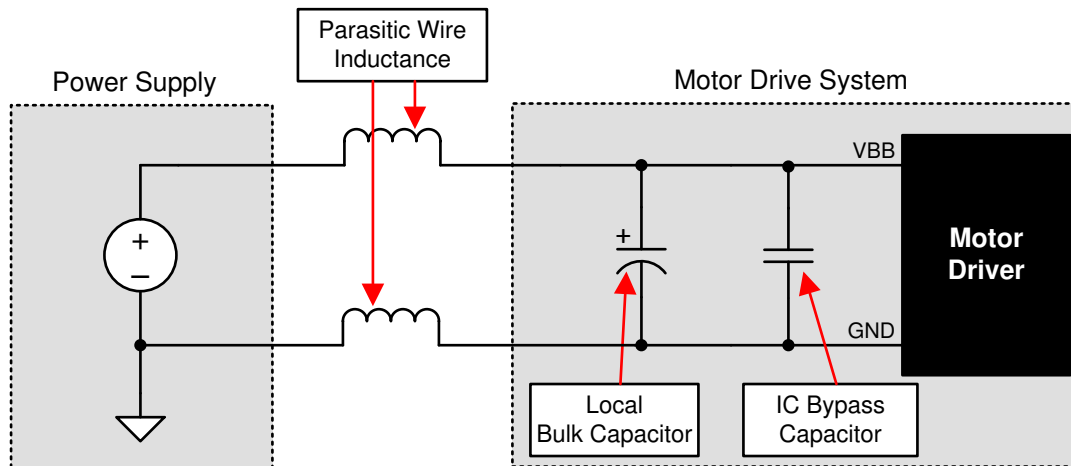 Parasitic Wire
Inductance
Power Supply
Motor Drive System
VBB
+
–
+
Motor
Driver
GND
Local
Bulk Capacitor
IC Bypass
Capacitor